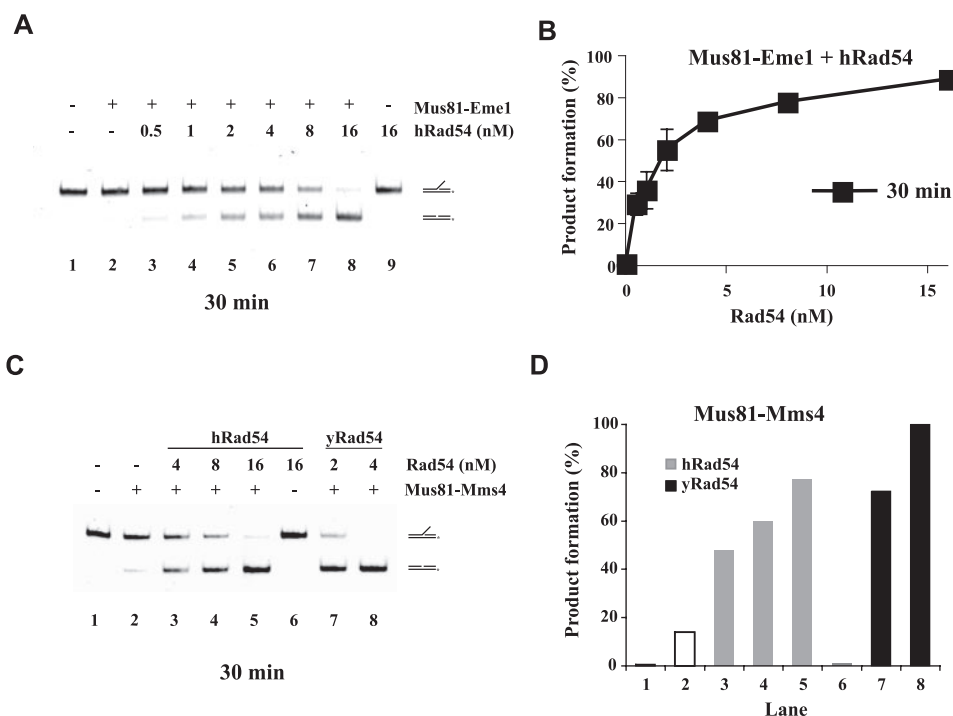 A
- + + + + + + + - Mus81-Eme1
- - 0.5 1 2 4 8 16 16 hRad54 (nM)
1 2 3 4 5 6 7 8 9
30 min
B
Mus81-Eme1 + hRad54
Product formation (%)
100
80
60
40
20
0
30 min
0 5 10 15
Rad54 (nM)
C
hRad54 yRad54
- - 4 8 16 16 2 4 Rad54 (nM)
- + + + + - + + Mus81-Mms4
1 2 3 4 5 6 7 8
30 min
D
Mus81-Mms4
Product formation (%)
100
80
60
40
20
0
hRad54
yRad54
1 2 3 4 5 6 7 8
Lane